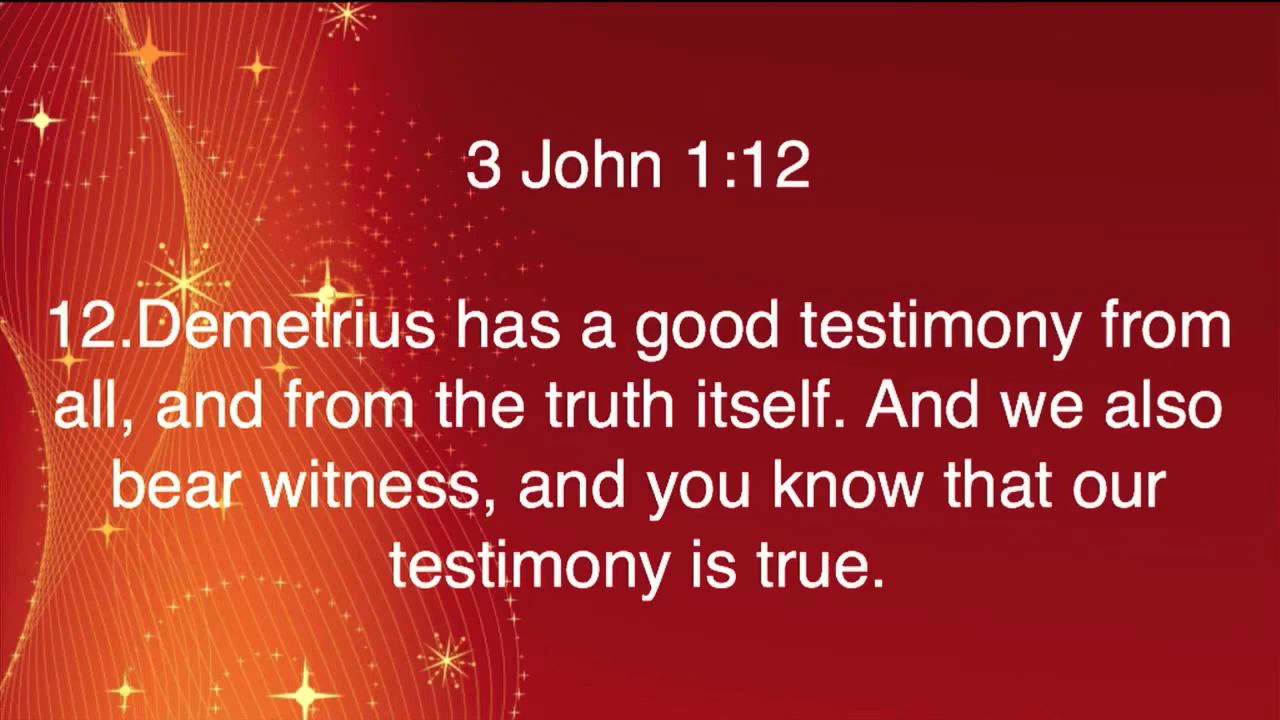 3 John 1:12
12.Demetrius has a good testimony from
all, and from the truth itself. And we also
bear witness, and you know that our
testimony is true.